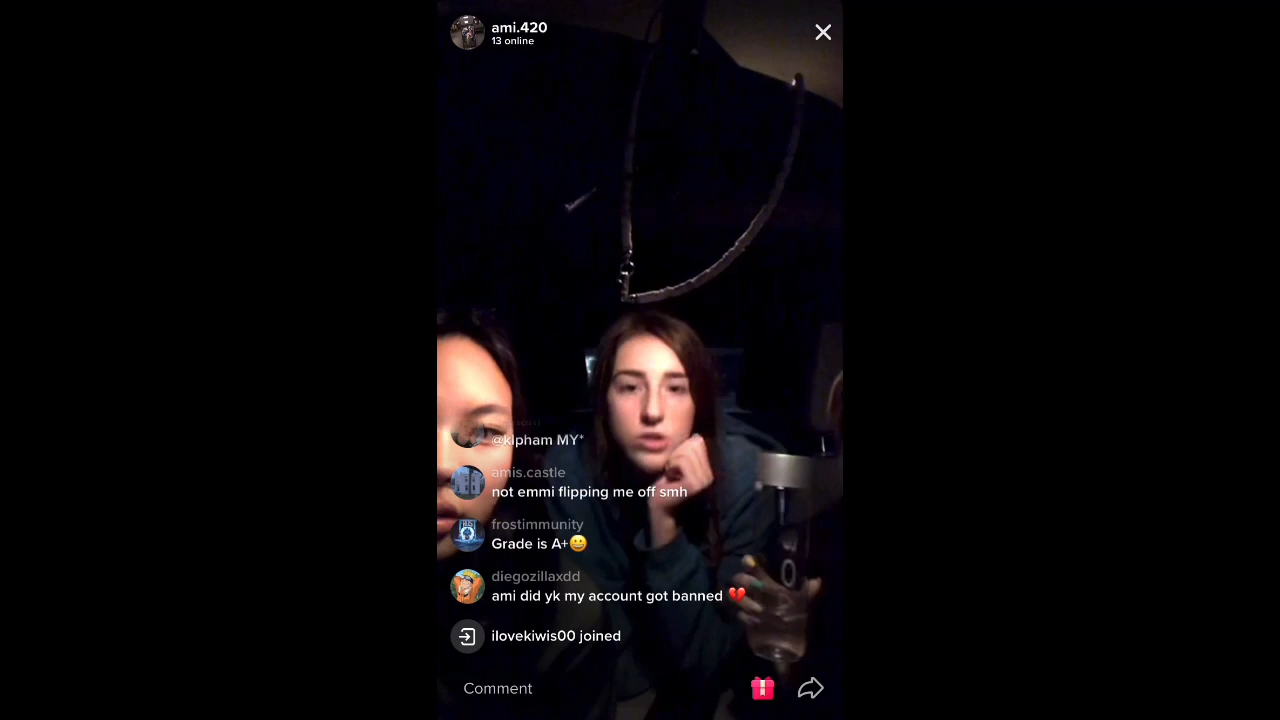 ami.420
13 online
@klpham MY*
amis.castle
not emmi flipping me off smh
frostimmunity
Grade is A+😀
diegozillaxdd
ami did yk my account got banned 💔
ilovekiwis00 joined
Comment